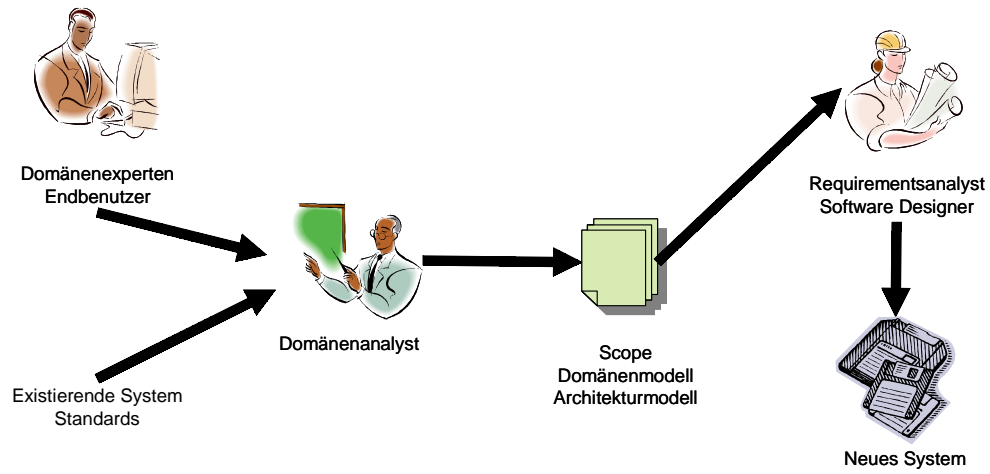 Domänenexperten
Endbenutzer
Existierende System
Standards
Domänenanalyst
Scope
Domänenmodell
Architekturmodell
Requirementsanalyst
Software Designer
Neues System